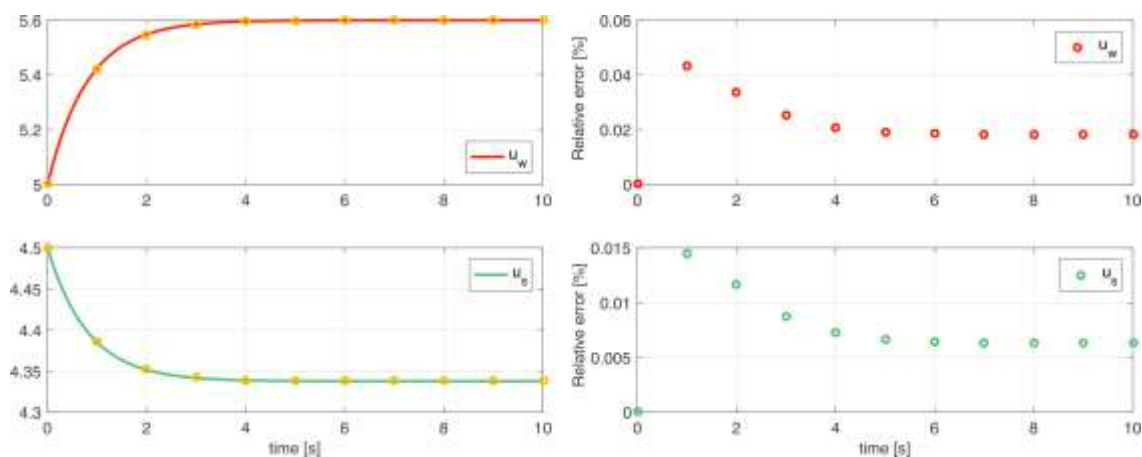 5.6
5.4
5.2
5
0 2 4 6 8 10
u_w
0.06
0.04
0.02
0
Relative error [%]
0 2 4 6 8 10
u_w
4.5
4.45
4.4
4.35
4.3
0 2 4 6 8 10
time [s]
u_s
0.015
0.01
0.005
0
Relative error [%]
0 2 4 6 8 10
time [s]
u_s